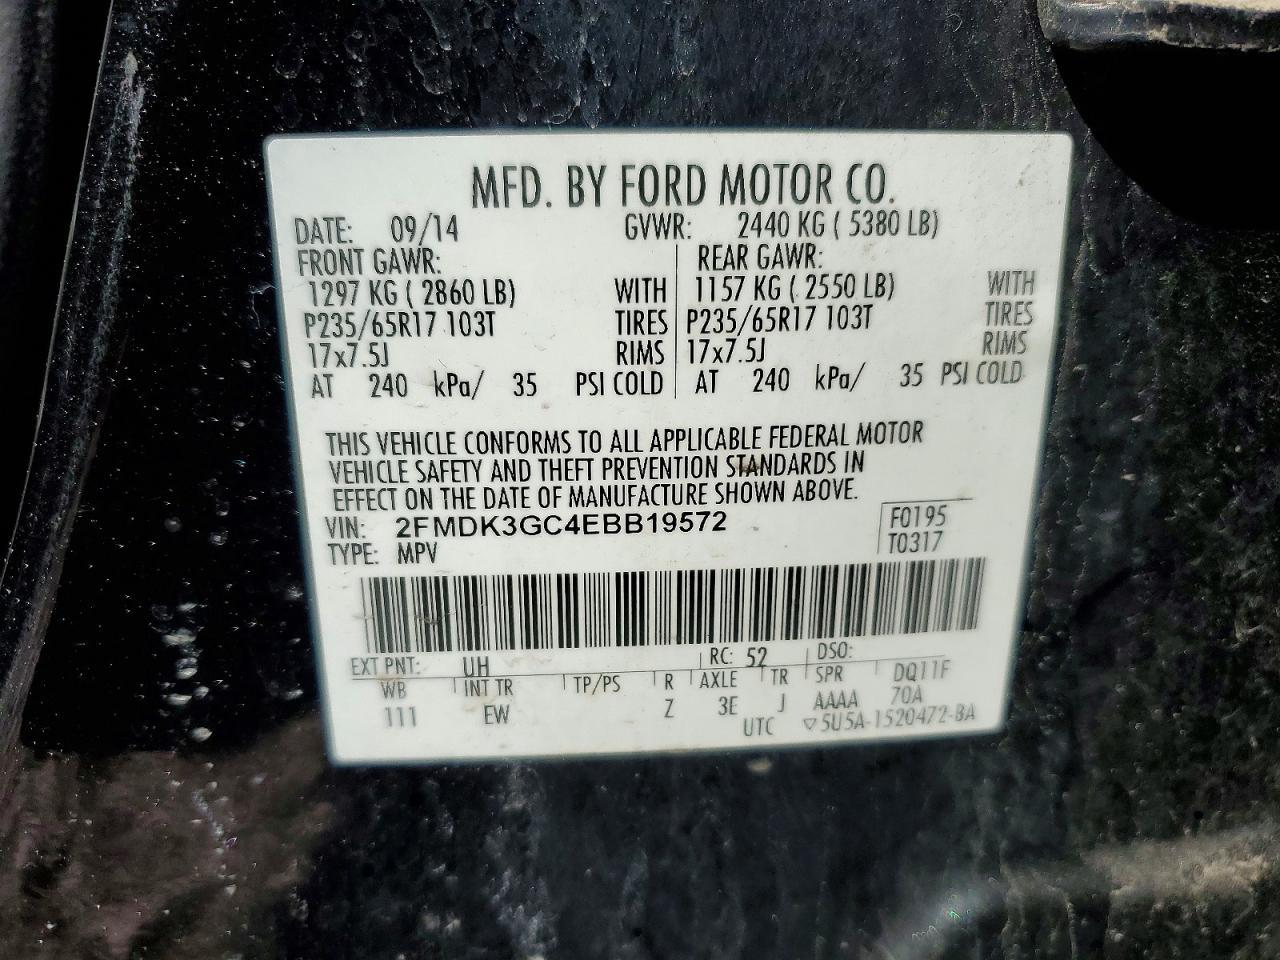 MFD. BY FORD MOTOR CO.
DATE: 09/14 GVWR: 2440 KG ( 5380 LB)
FRONT GAWR: REAR GAWR:
1297 KG ( 2860 LB) WITH 1157 KG ( 2550 LB) WITH
P235/65R17 103T TIRES P235/65R17 103T TIRES
17x7.5J RIMS 17x7.5J RIMS
AT 240 kPa/ 35 PSI COLD AT 240 kPa/ 35 PSI COLD
THIS VEHICLE CONFORMS TO ALL APPLICABLE FEDERAL MOTOR
VEHICLE SAFETY AND THEFT PREVENTION STANDARDS IN
EFFECT ON THE DATE OF MANUFACTURE SHOWN ABOVE.
VIN: 2FMDK3GC4EBB19572 F0195
TYPE: MPV T0317
EXT PNT: UH RC: 52 DSO:
WB INT TR TP/PS R AXLE TR SPR DQ11F
111 EW Z 3E J AAAA 70A
UTC ▽5U5A-1520472-BA